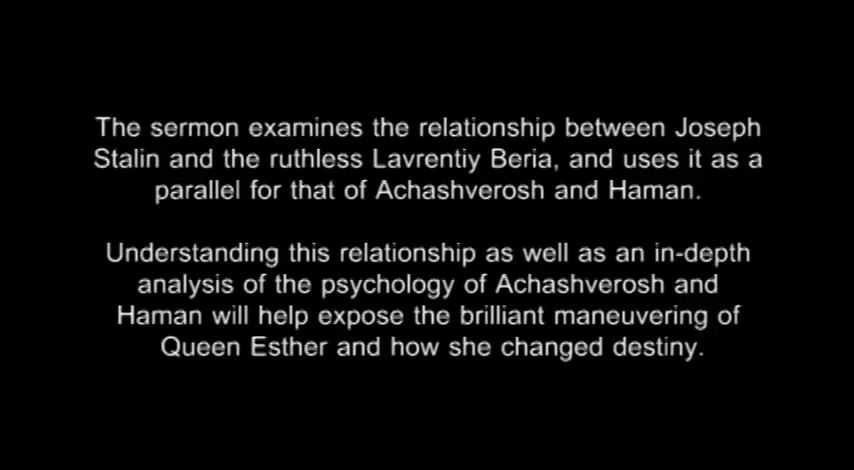 The sermon examines the relationship between Joseph
Stalin and the ruthless Lavrentiy Beria, and uses it as a
parallel for that of Achashverosh and Haman.
Understanding this relationship as well as an in-depth
analysis of the psychology of Achashverosh and
Haman will help expose the brilliant maneuvering of
Queen Esther and how she changed destiny.